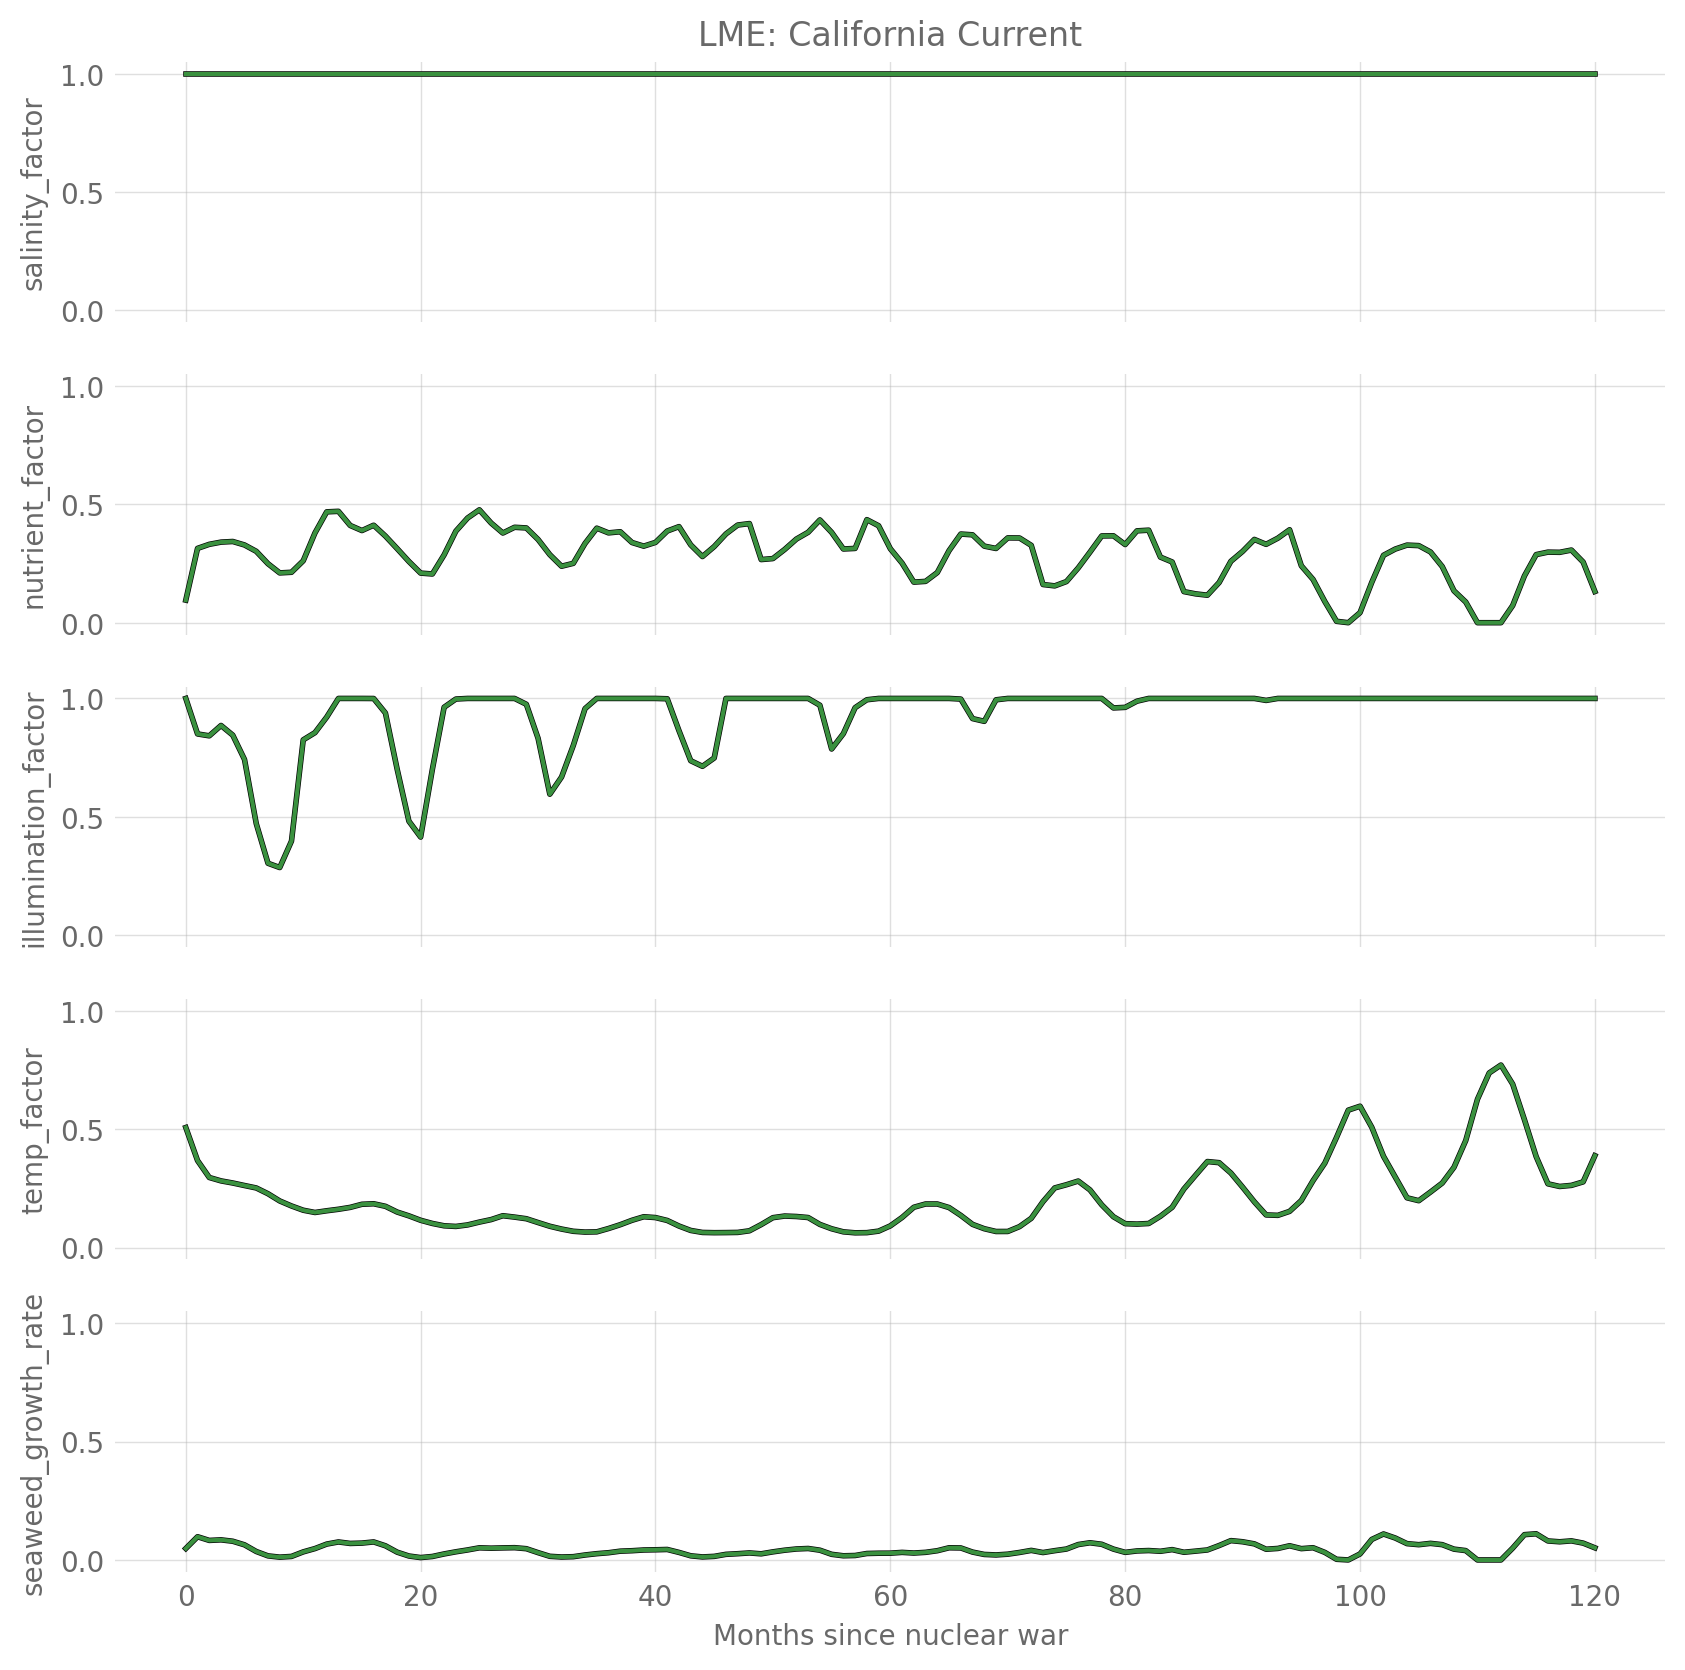 LME: California Current
1.0
0.5
0.0
salinity_factor
1.0
0.5
0.0
nutrient_factor
1.0
0.5
0.0
illumination_factor
1.0
0.5
0.0
temp_factor
1.0
0.5
0.0
seaweed_growth_rate
0 20 40 60 80 100 120
Months since nuclear war